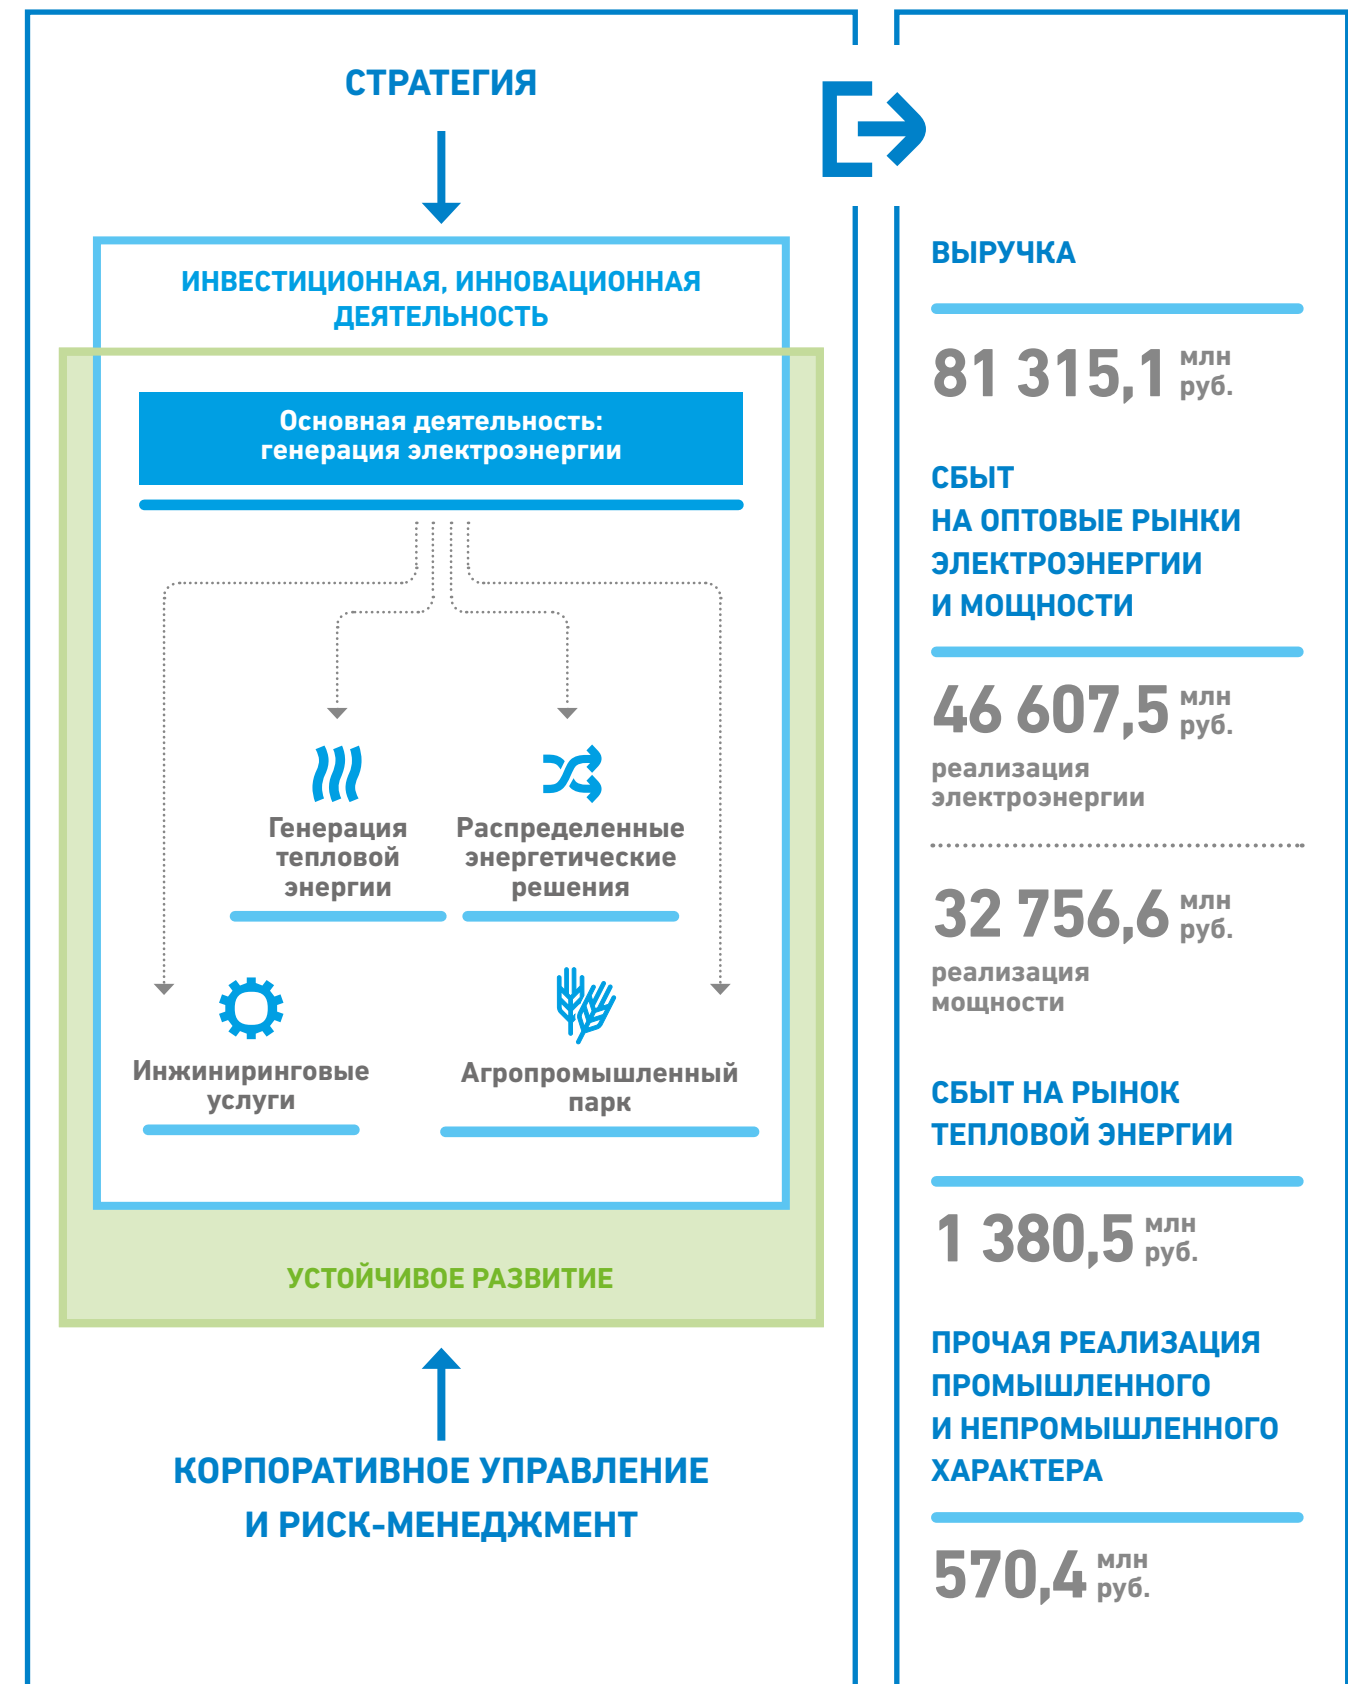 СТРАТЕГИЯ
ИНВЕСТИЦИОННАЯ, ИННОВАЦИОННАЯ
ДЕЯТЕЛЬНОСТЬ
Основная деятельность:
генерация электроэнергии
Генерация
тепловой
энергии
Распределенные
энергетические
решения
Инжиниринговые
услуги
Агропромышленный
парк
УСТОЙЧИВОЕ РАЗВИТИЕ
КОРПОРАТИВНОЕ УПРАВЛЕНИЕ
И РИСК-МЕНЕДЖМЕНТ
ВЫРУЧКА
81 315,1 млн
руб.
СБЫТ
НА ОПТОВЫЕ РЫНКИ
ЭЛЕКТРОЭНЕРГИИ
И МОЩНОСТИ
46 607,5 млн
руб.
реализация
электроэнергии
32 756,6 млн
руб.
реализация
мощности
СБЫТ НА РЫНОК
ТЕПЛОВОЙ ЭНЕРГИИ
1 380,5 млн
руб.
ПРОЧАЯ РЕАЛИЗАЦИЯ
ПРОМЫШЛЕННОГО
И НЕПРОМЫШЛЕННОГО
ХАРАКТЕРА
570,4 млн
руб.